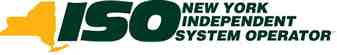 ISO NEW YORK
INDEPENDENT
SYSTEM OPERATOR